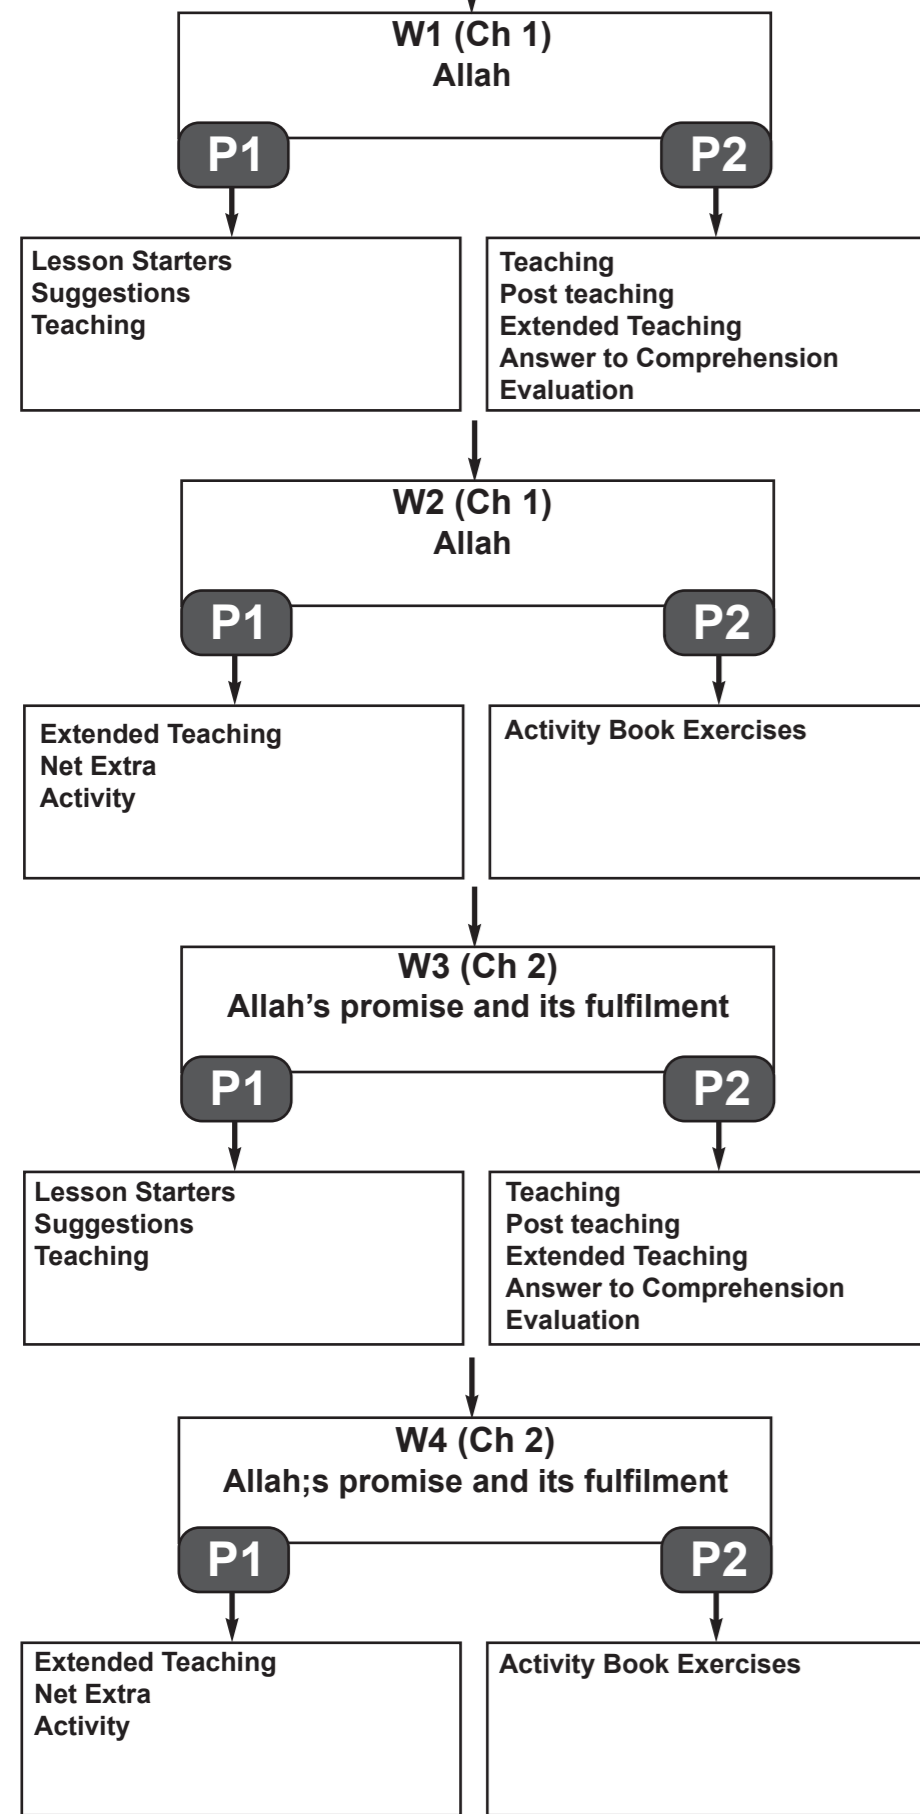 W1 (Ch 1)
Allah
P1
P2
Lesson Starters
Suggestions
Teaching
Teaching
Post teaching
Extended Teaching
Answer to Comprehension
Evaluation
W2 (Ch 1)
Allah
P1
P2
Extended Teaching
Net Extra
Activity
Activity Book Exercises
W3 (Ch 2)
Allah’s promise and its fulfilment
P1
P2
Lesson Starters
Suggestions
Teaching
Teaching
Post teaching
Extended Teaching
Answer to Comprehension
Evaluation
W4 (Ch 2)
Allah;s promise and its fulfilment
P1
P2
Extended Teaching
Net Extra
Activity
Activity Book Exercises